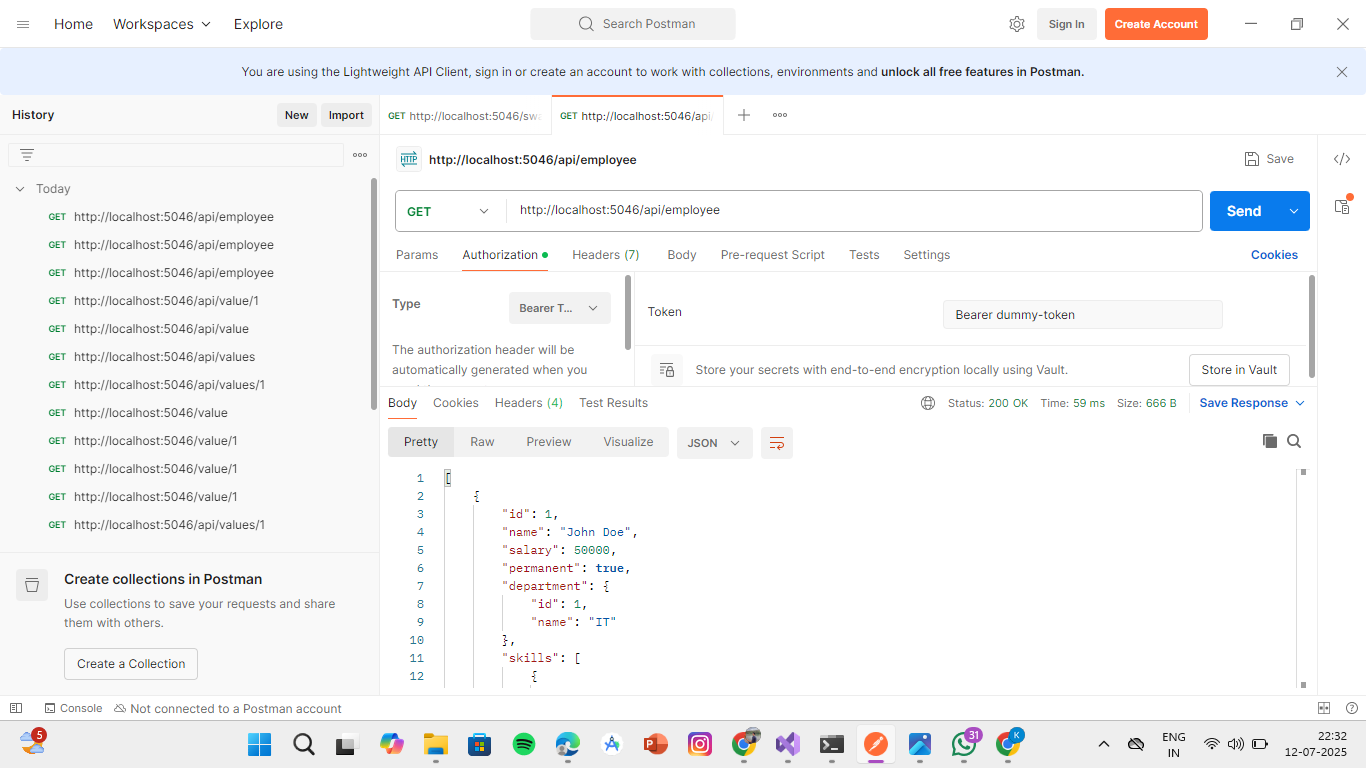 Home Workspaces Explore Search Postman Sign In Create Account
You are using the Lightweight API Client, sign in or create an account to work with collections, environments and unlock all free features in Postman.
History New Import
GET http://localhost:5046/swa GET http://localhost:5046/api/
HTTP http://localhost:5046/api/employee Save
Today
GET http://localhost:5046/api/employee
GET http://localhost:5046/api/employee
GET http://localhost:5046/api/employee
GET http://localhost:5046/api/value/1
GET http://localhost:5046/api/value
GET http://localhost:5046/api/values
GET http://localhost:5046/api/values/1
GET http://localhost:5046/value
GET http://localhost:5046/value/1
GET http://localhost:5046/value/1
GET http://localhost:5046/value/1
GET http://localhost:5046/api/values/1
Create collections in Postman
Use collections to save your requests and share
them with others.
Create a Collection
GET http://localhost:5046/api/employee Send
Params Authorization Headers (7) Body Pre-request Script Tests Settings Cookies
Type Bearer T...
The authorization header will be
automatically generated when you
Token Bearer dummy-token
Store your secrets with end-to-end encryption locally using Vault. Store in Vault
Body Cookies Headers (4) Test Results Status: 200 OK Time: 59 ms Size: 666 B Save Response
Pretty Raw Preview Visualize JSON
1 [
2 {
3 "id": 1,
4 "name": "John Doe",
5 "salary": 50000,
6 "permanent": true,
7 "department": {
8 "id": 1,
9 "name": "IT"
10 },
11 "skills": [
12 {
Console Not connected to a Postman account
5 31 K ENG
IN
22:32
12-07-2025